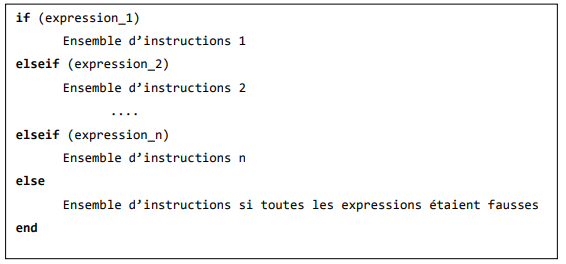 if (expression_1)
Ensemble d’instructions 1
elseif (expression_2)
Ensemble d’instructions 2
....
elseif (expression_n)
Ensemble d’instructions n
else
Ensemble d’instructions si toutes les expressions étaient fausses
end